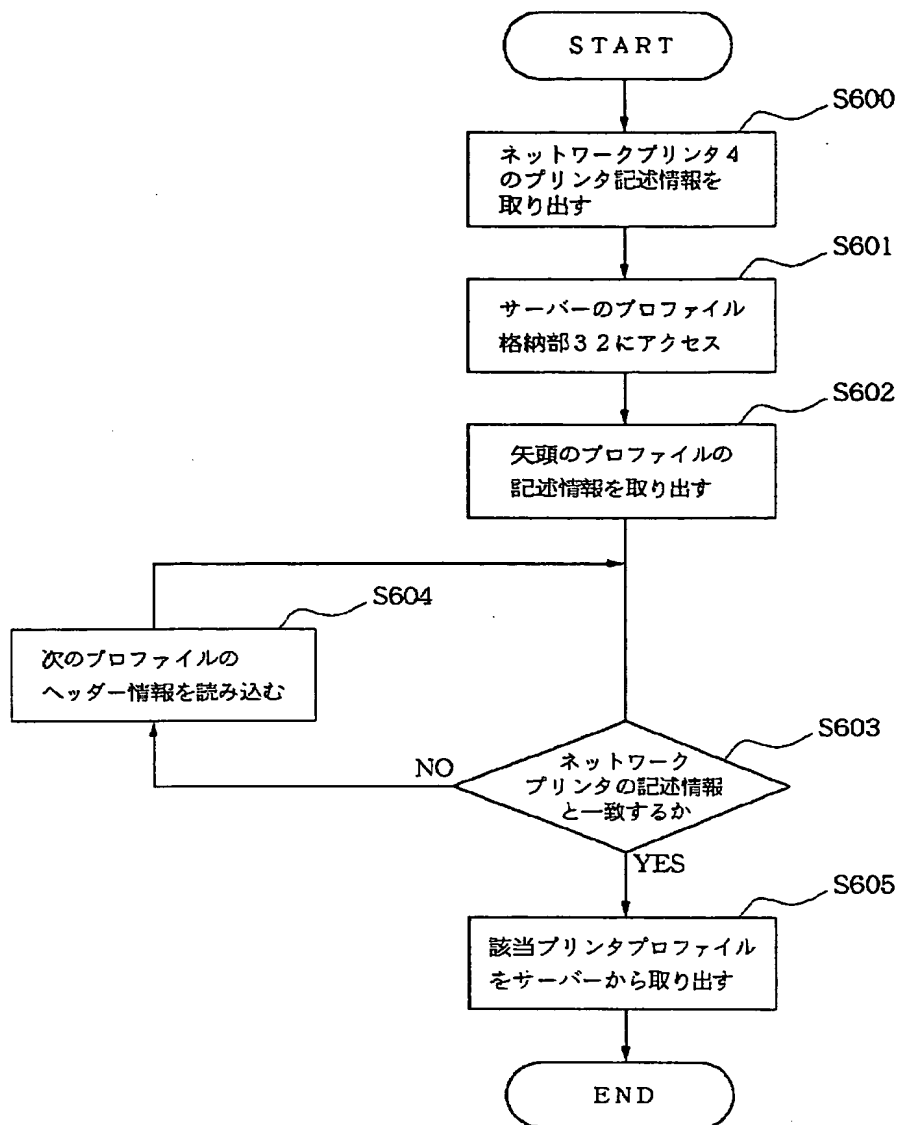 START
S600
ネットワークプリンタ4
のプリンタ記述情報を
取り出す
S601
サーバーのプロファイル
格納部32にアクセス
S602
矢頭のプロファイルの
記述情報を取り出す
S604
次のプロファイルの
ヘッダー情報を読み込む
S603
ネットワーク
プリンタの記述情報
と一致するか
NO
YES
S605
該当プリンタプロファイル
をサーバーから取り出す
END